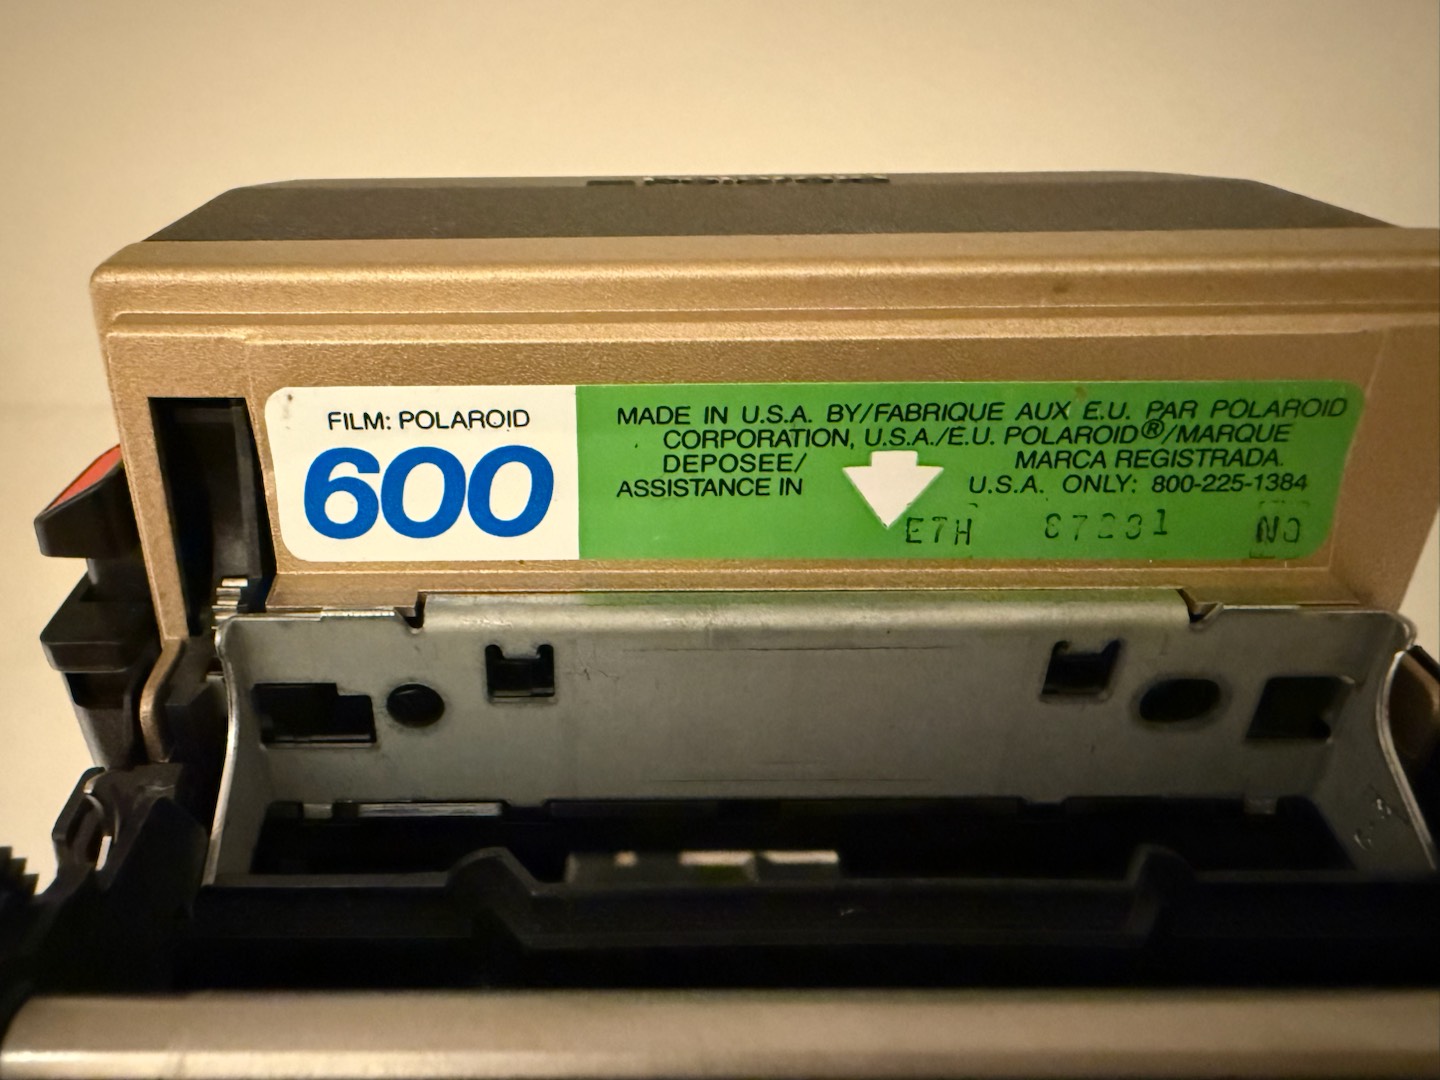 POLAROID
FILM: POLAROID
600
MADE IN U.S.A. BY/FABRIQUE AUX E.U. PAR POLAROID
CORPORATION, U.S.A./E.U. POLAROID®/MARQUE
DEPOSEE/ MARCA REGISTRADA.
ASSISTANCE IN U.S.A. ONLY: 800-225-1384